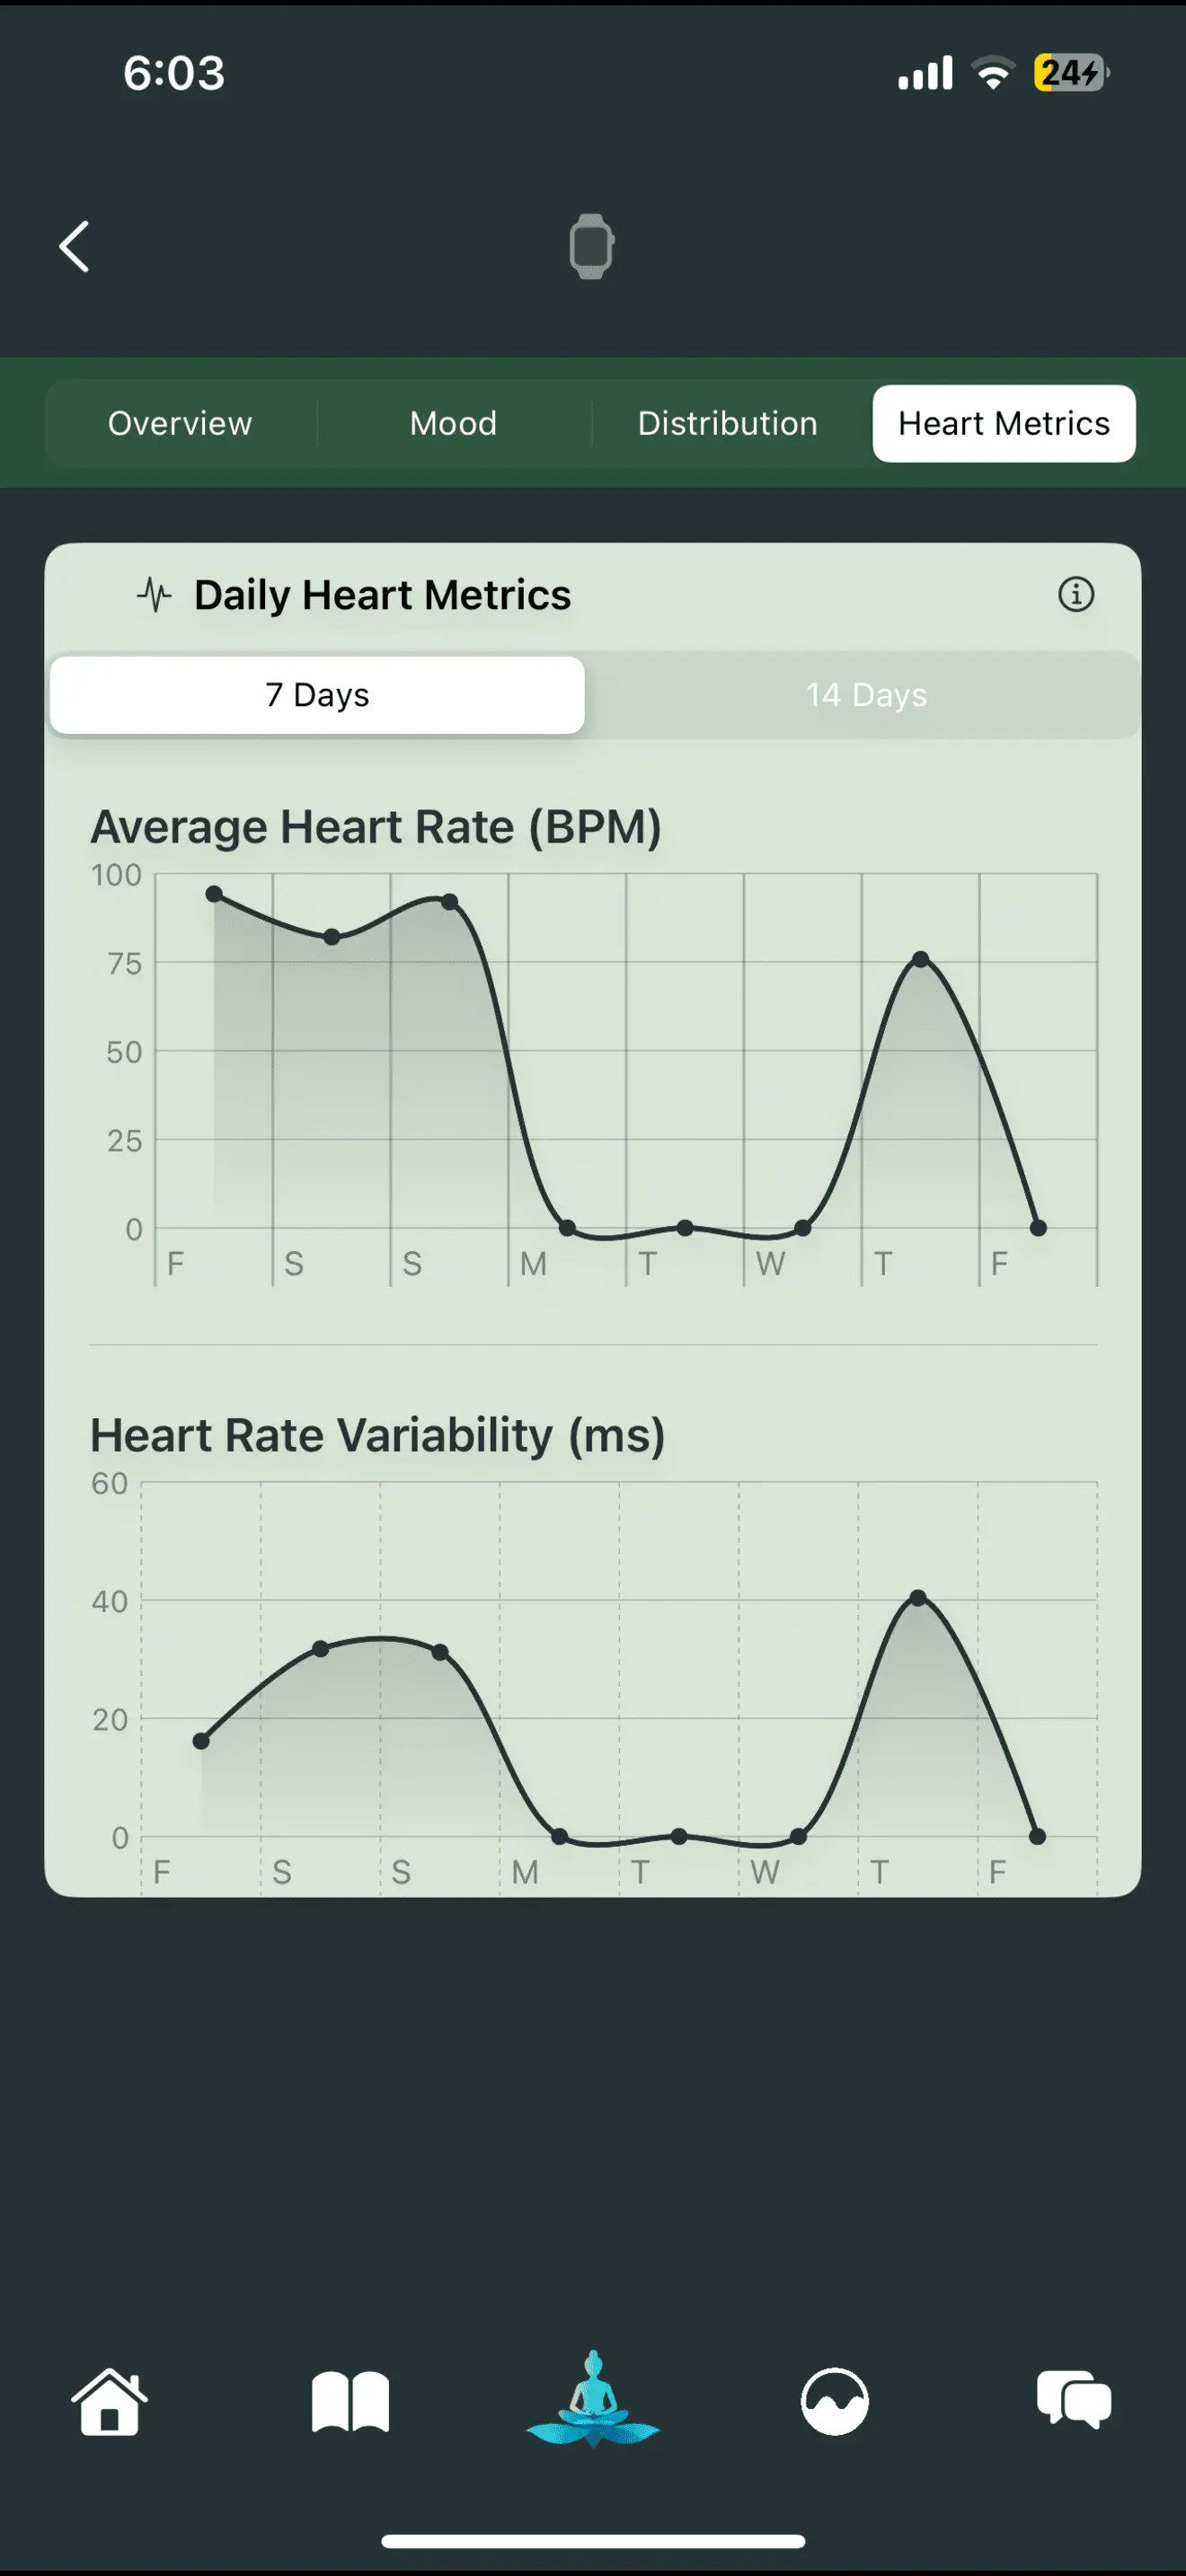 6:03
24
Overview Mood Distribution Heart Metrics
Daily Heart Metrics
7 Days 14 Days
Average Heart Rate (BPM)
100
75
50
25
0
F S S M T W T F
Heart Rate Variability (ms)
60
40
20
0
F S S M T W T F